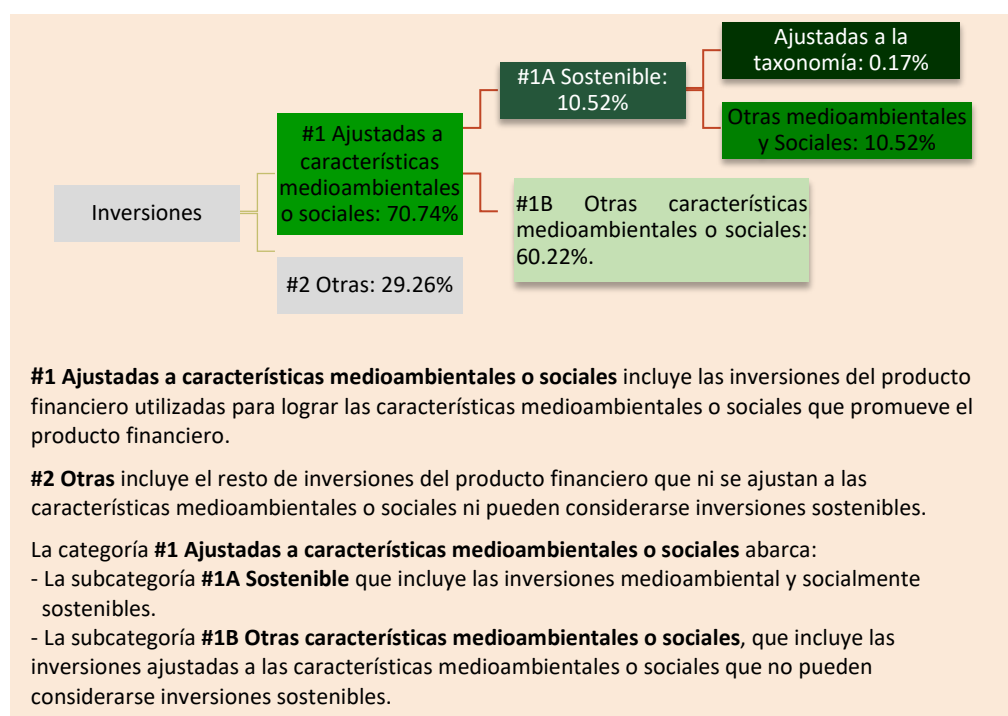 Inversiones
#1 Ajustadas a
características
medioambientales
o sociales: 70.74%
#2 Otras: 29.26%
#1A Sostenible:
10.52%
#1B Otras características
medioambientales o sociales:
60.22%.
Ajustadas a la
taxonomía: 0.17%
Otras medioambientales
y Sociales: 10.52%
#1 Ajustadas a características medioambientales o sociales incluye las inversiones del producto
financiero utilizadas para lograr las características medioambientales o sociales que promueve el
producto financiero.
#2 Otras incluye el resto de inversiones del producto financiero que ni se ajustan a las
características medioambientales o sociales ni pueden considerarse inversiones sostenibles.
La categoría #1 Ajustadas a características medioambientales o sociales abarca:
- La subcategoría #1A Sostenible que incluye las inversiones medioambiental y socialmente
sostenibles.
- La subcategoría #1B Otras características medioambientales o sociales, que incluye las
inversiones ajustadas a las características medioambientales o sociales que no pueden
considerarse inversiones sostenibles.